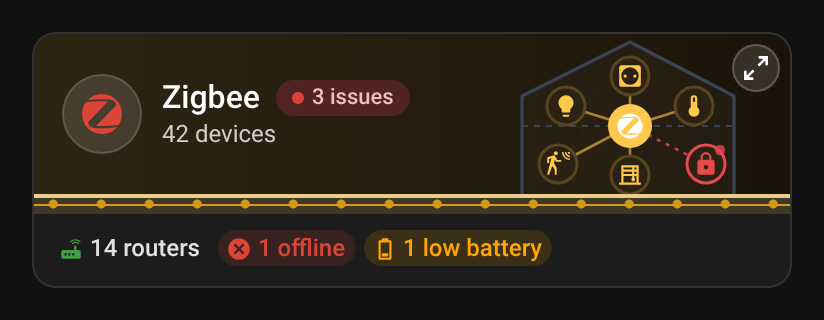 Zigbee
3 issues
42 devices
14 routers
1 offline
1 low battery